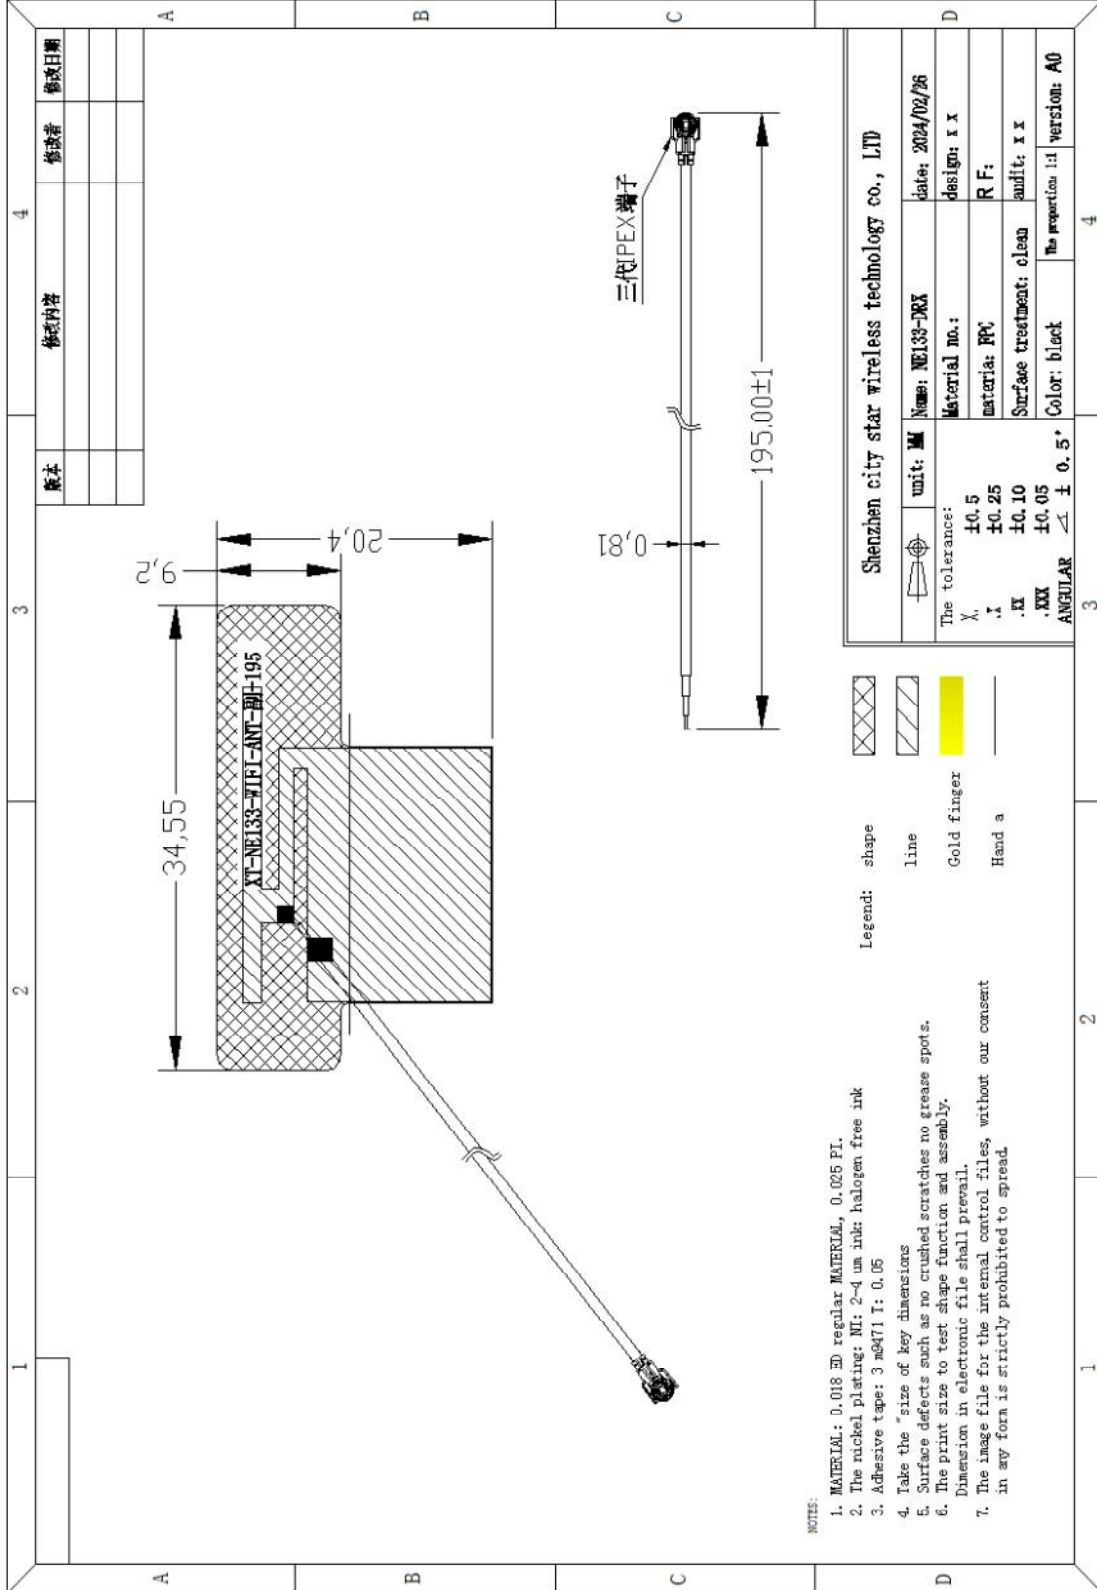 1
2
3
4
A
B
C
D
版本
修改内容
修改者
修改日期
34,55
9,2
20,4
XT-NE133-WIFI-ANT-副-195
三代IPEX端子
0,81
195.00±1
NOTES:
1. MATERIAL: 0.018 ED regular MATERIAL, 0.025 PI.
2. The nickel plating: NI: 2-4 um ink: halogen free ink
3. Adhesive tape: 3 m9471 T: 0.05
4. Take the "size of key dimensions
5. Surface defects such as no crushed scratches no grease spots.
6. The print size to test shape function and assembly.
Dimension in electronic file shall prevail.
7. The image file for the internal control files, without our consent
in any form is strictly prohibited to spread.
Legend:
shape
line
Gold finger
Hand a
Shenzhen city star wireless technology co., LTD
unit: MM
Name: NE133-DRX
date: 2024/02/26
The tolerance:
X. ±0.5
.X ±0.25
.XX ±0.10
.XXX ±0.05
ANGULAR ∠ ± 0.5°
Material no.:
design: x x
materia: FPC
R F:
Surface treatment: clean
audit: x x
Color: black
The proportion: 1:1
version: A0
1
2
3
4
A
B
C
D